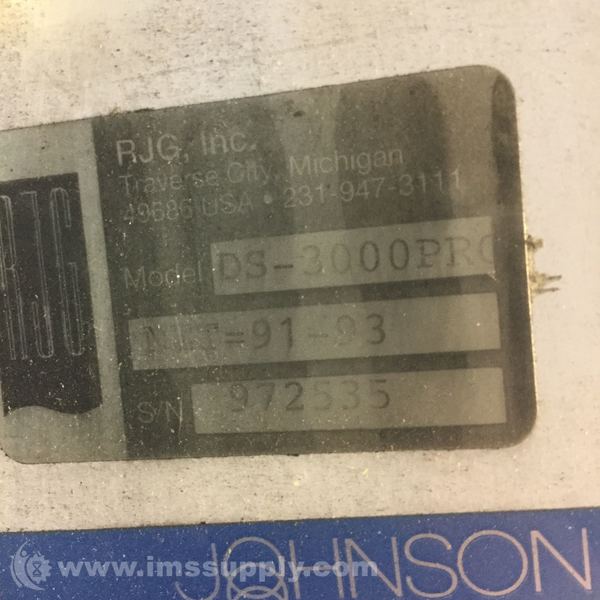 RJG, Inc.
Traverse City, Michigan
49686 USA • 231-947-3111
RJG
Model DS-3000PRO
S/N 972535
JOHNSON
www.imssupply.com